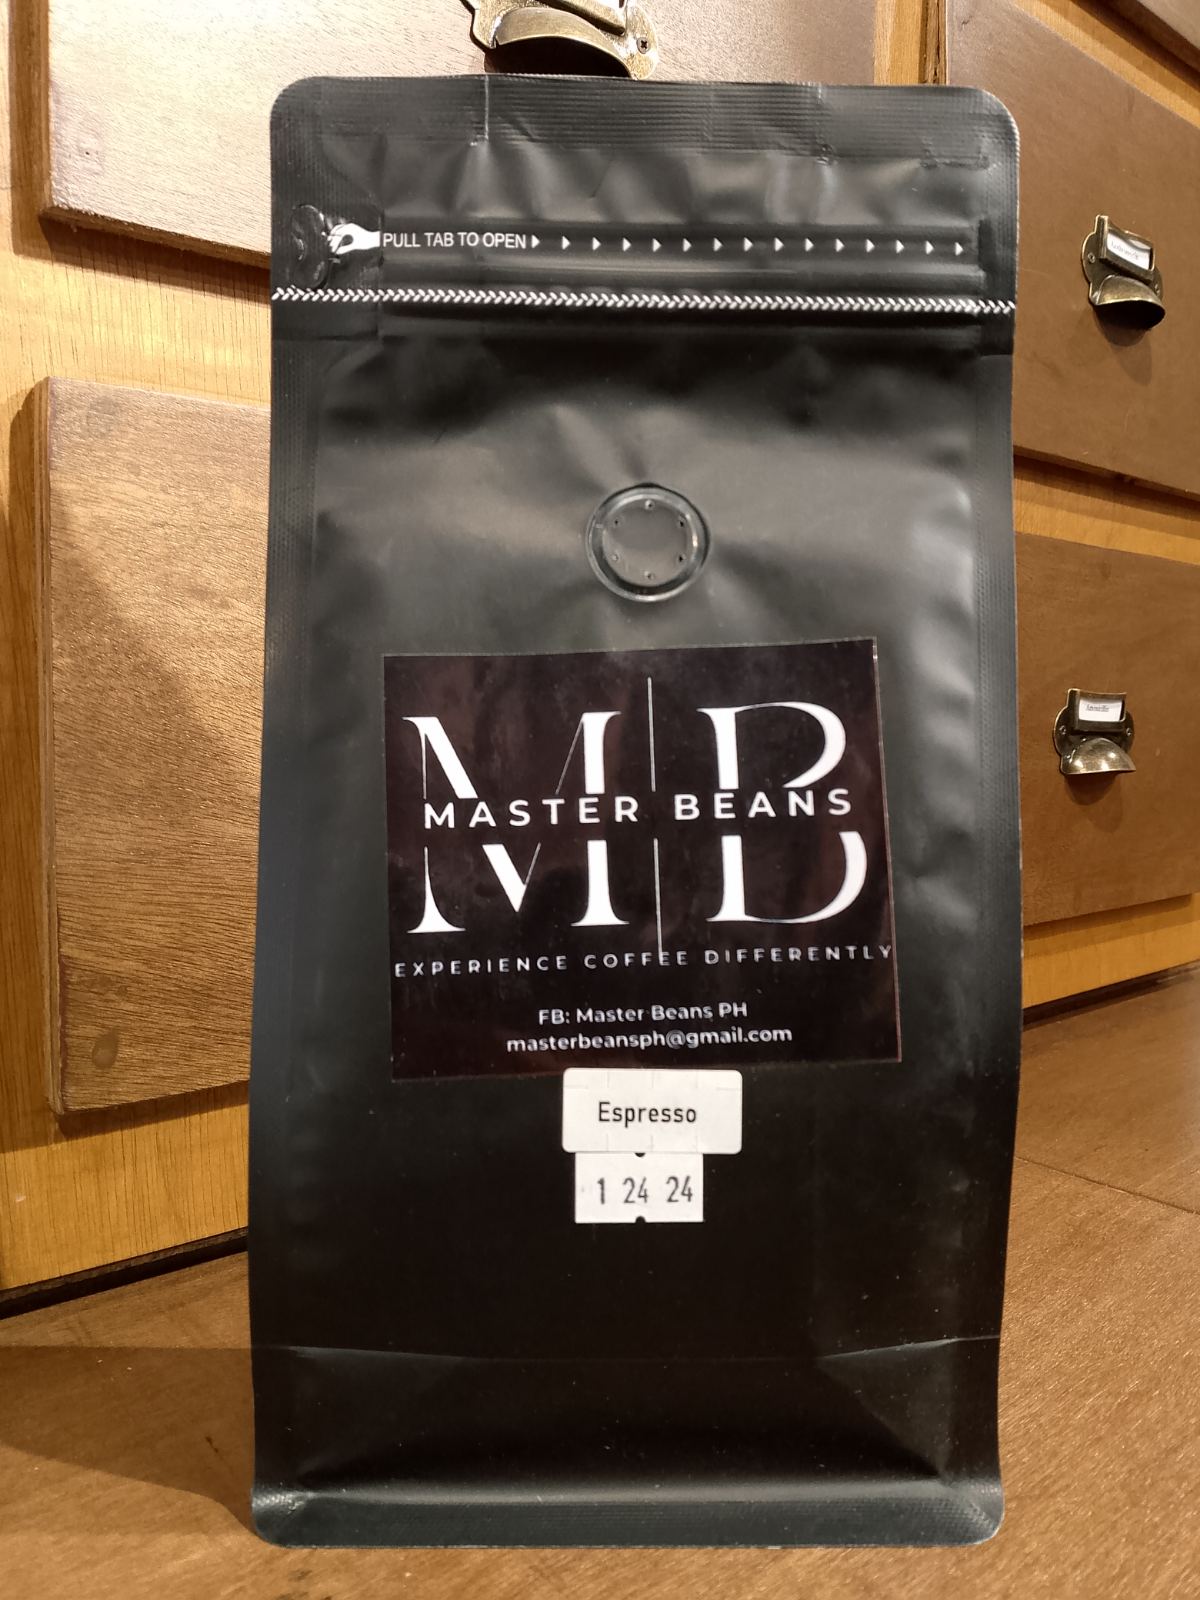 PULL TAB TO OPEN
M B
MASTER BEANS
EXPERIENCE COFFEE DIFFERENTLY
FB: Master Beans PH
masterbeansph@gmail.com
Espresso
1 24 24